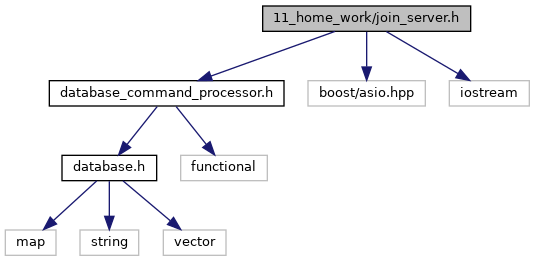 11_home_work/join_server.h
database_command_processor.h
boost/asio.hpp
iostream
database.h
functional
map
string
vector